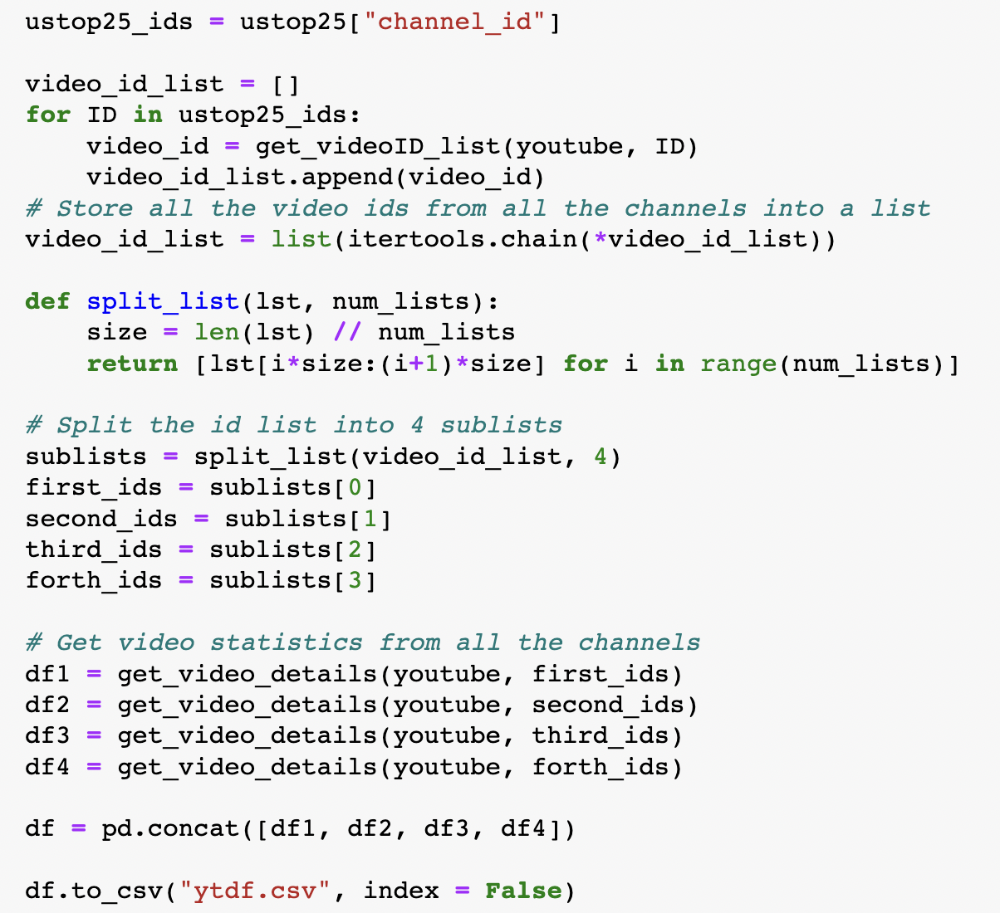 ustop25_ids = ustop25["channel_id"]
video_id_list = []
for ID in ustop25_ids:
    video_id = get_videoID_list(youtube, ID)
    video_id_list.append(video_id)
# Store all the video ids from all the channels into a list
video_id_list = list(itertools.chain(*video_id_list))
def split_list(lst, num_lists):
    size = len(lst) // num_lists
    return [lst[i*size:(i+1)*size] for i in range(num_lists)]
# Split the id list into 4 sublists
sublists = split_list(video_id_list, 4)
first_ids = sublists[0]
second_ids = sublists[1]
third_ids = sublists[2]
forth_ids = sublists[3]
# Get video statistics from all the channels
df1 = get_video_details(youtube, first_ids)
df2 = get_video_details(youtube, second_ids)
df3 = get_video_details(youtube, third_ids)
df4 = get_video_details(youtube, forth_ids)
df = pd.concat([df1, df2, df3, df4])
df.to_csv("ytdf.csv", index = False)